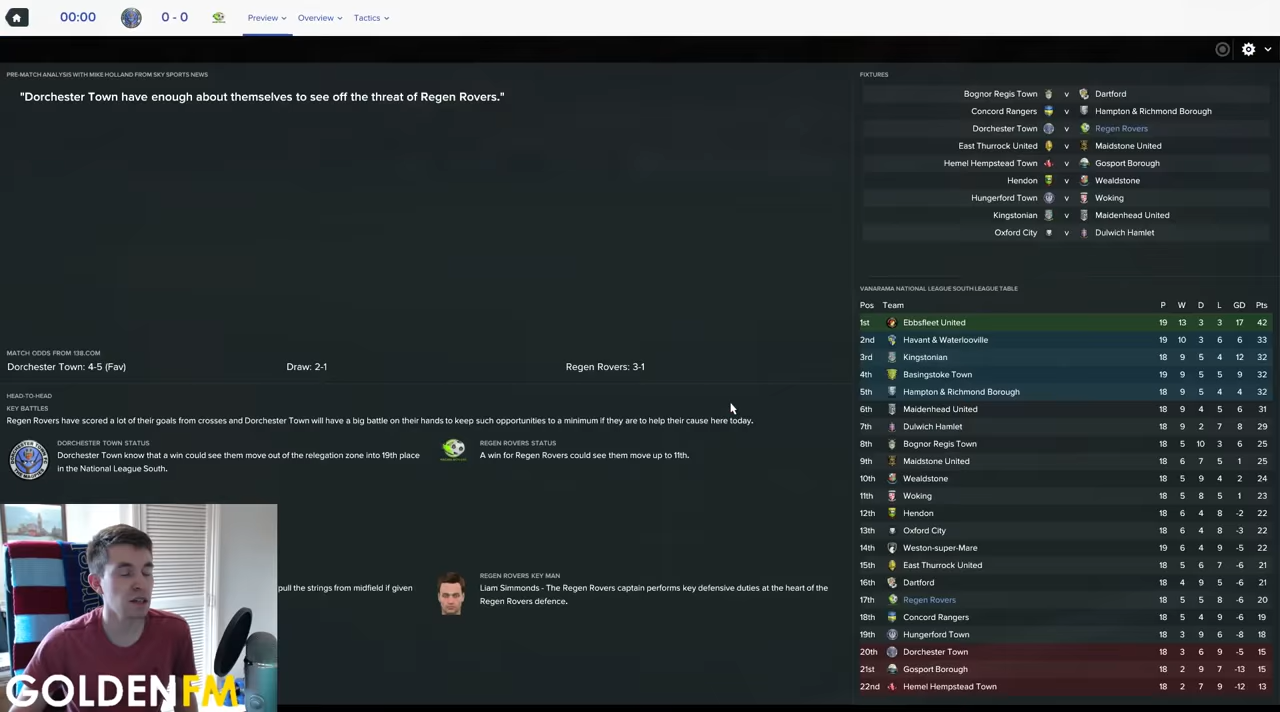 00:00 0 - 0 Preview Overview Tactics
PRE-MATCH ANALYSIS WITH MIKE HOLLAND FROM SKY SPORTS NEWS
"Dorchester Town have enough about themselves to see off the threat of Regen Rovers."
MATCH ODDS FROM 138.COM
Dorchester Town: 4-5 (Fav) Draw: 2-1 Regen Rovers: 3-1
HEAD-TO-HEAD
KEY BATTLES
Regen Rovers have scored a lot of their goals from crosses and Dorchester Town will have a big battle on their hands to keep such opportunities to a minimum if they are to help their cause here today.
DORCHESTER TOWN STATUS
Dorchester Town know that a win could see them move out of the relegation zone into 19th place
in the National League South.
REGEN ROVERS STATUS
A win for Regen Rovers could see them move up to 11th.
pull the strings from midfield if given
REGEN ROVERS KEY MAN
Liam Simmonds - The Regen Rovers captain performs key defensive duties at the heart of the
Regen Rovers defence.
GOLDENFM
FIXTURES
Bognor Regis Town v Dartford
Concord Rangers v Hampton & Richmond Borough
Dorchester Town v Regen Rovers
East Thurrock United v Maidstone United
Hemel Hempstead Town v Gosport Borough
Hendon v Wealdstone
Hungerford Town v Woking
Kingstonian v Maidenhead United
Oxford City v Dulwich Hamlet
VANARAMA NATIONAL LEAGUE SOUTH LEAGUE TABLE
Pos Team P W D L GD Pts
1st Ebbsfleet United 19 13 3 3 17 42
2nd Havant & Waterlooville 19 10 3 6 6 33
3rd Kingstonian 18 9 5 4 12 32
4th Basingstoke Town 19 9 5 5 9 32
5th Hampton & Richmond Borough 18 9 5 4 4 32
6th Maidenhead United 18 9 4 5 6 31
7th Dulwich Hamlet 18 9 2 7 8 29
8th Bognor Regis Town 18 5 10 3 6 25
9th Maidstone United 18 6 7 5 1 25
10th Wealdstone 18 5 9 4 2 24
11th Woking 18 5 8 5 1 23
12th Hendon 18 6 4 8 -2 22
13th Oxford City 18 6 4 8 -3 22
14th Weston-super-Mare 19 6 4 9 -5 22
15th East Thurrock United 18 5 6 7 -6 21
16th Dartford 18 4 9 5 -6 21
17th Regen Rovers 18 5 5 8 -6 20
18th Concord Rangers 18 5 4 9 -6 19
19th Hungerford Town 18 3 9 6 -8 18
20th Dorchester Town 18 3 6 9 -5 15
21st Gosport Borough 18 2 9 7 -13 15
22nd Hemel Hempstead Town 18 2 7 9 -12 13